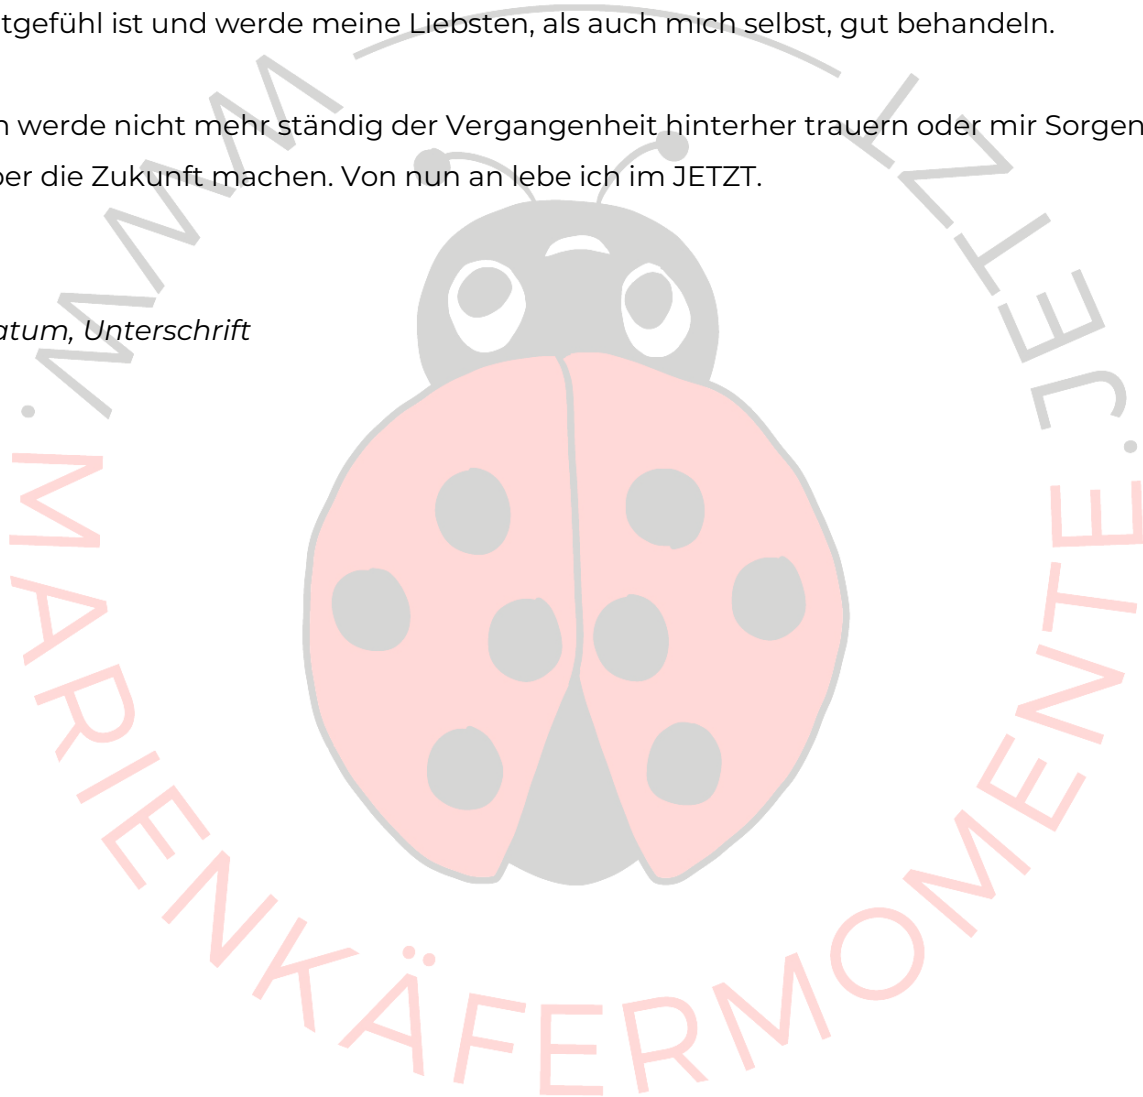 tgefühl ist und werde meine Liebsten, als auch mich selbst, gut behandeln.
werde nicht mehr ständig der Vergangenheit hinterher trauern oder mir Sorgen
die Zukunft machen. Von nun an lebe ich im JETZT.
atum, Unterschrift
WWW.MARIENKÄFERMOMENTE.JETZT